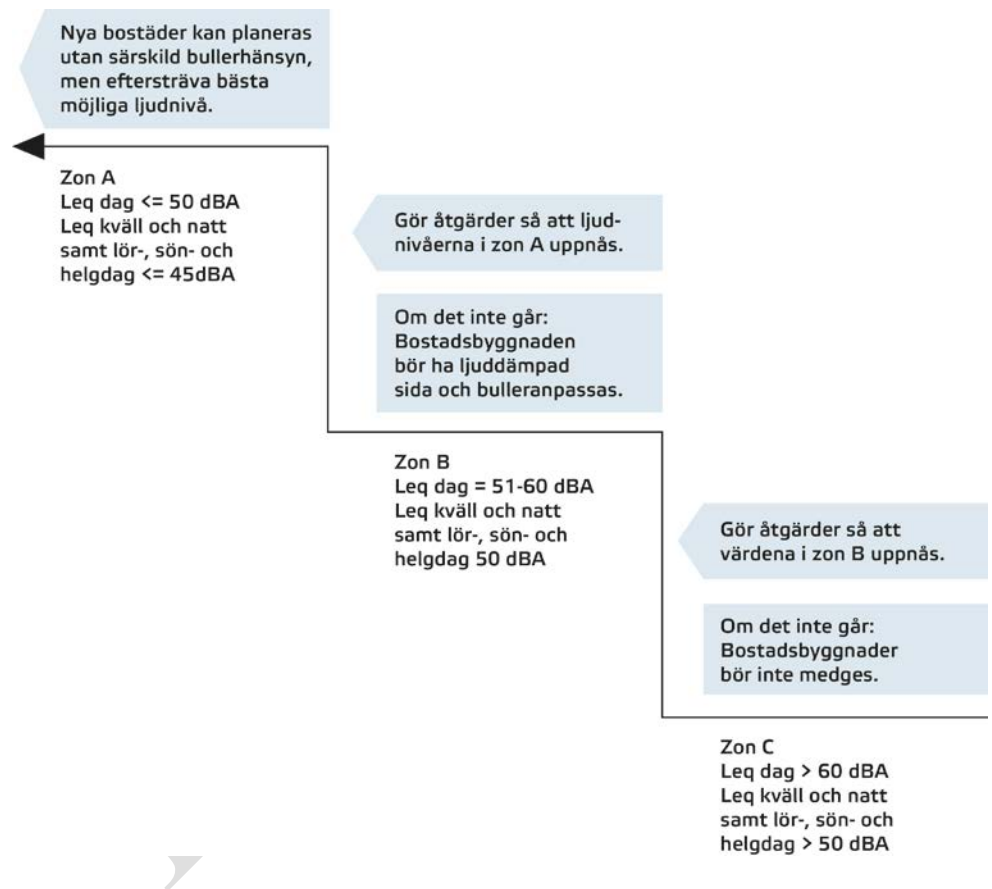 Nya bostäder kan planeras
utan särskild bullerhänsyn,
men eftersträva bästa
möjliga ljudnivå.
Zon A
Leq dag <= 50 dBA
Leq kväll och natt
samt lör-, sön- och
helgdag <= 45dBA
Gör åtgärder så att ljud-
nivåerna i zon A uppnås.
Om det inte går:
Bostadsbyggnaden
bör ha ljuddämpad
sida och bulleranpassas.
Zon B
Leq dag = 51-60 dBA
Leq kväll och natt
samt lör-, sön- och
helgdag 50 dBA
Gör åtgärder så att
värdena i zon B uppnås.
Om det inte går:
Bostadsbyggnader
bör inte medges.
Zon C
Leq dag > 60 dBA
Leq kväll och natt
samt lör-, sön- och
helgdag > 50 dBA